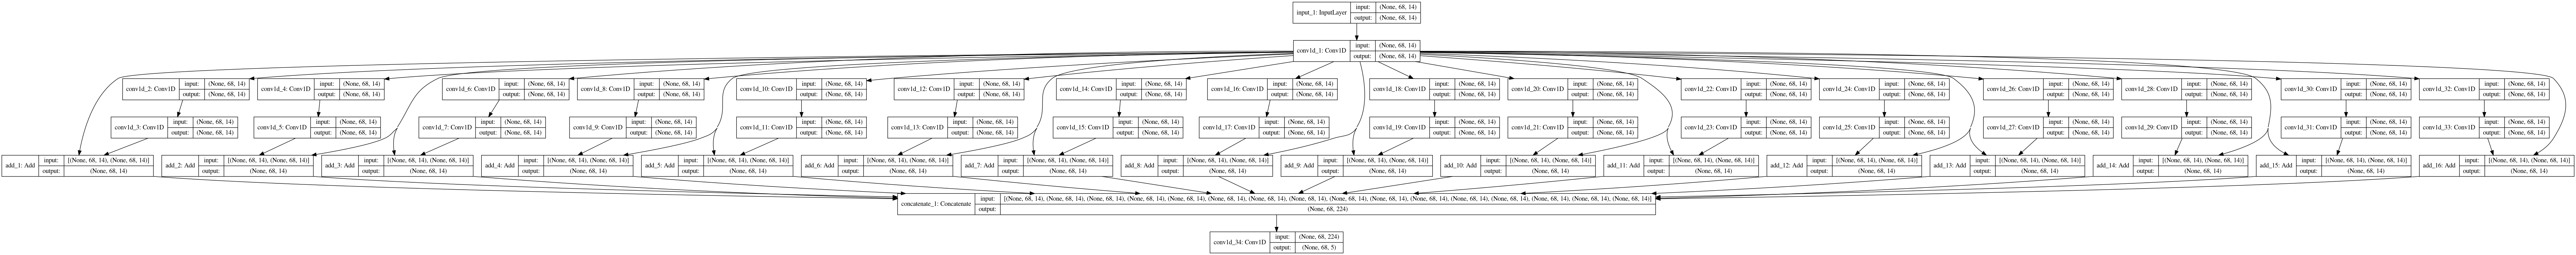 input_1: InputLayer input: (None, 68, 14)
output: (None, 68, 14)
conv1d_1: Conv1D input: (None, 68, 14)
output: (None, 68, 14)
conv1d_2: Conv1D input: (None, 68, 14)
output: (None, 68, 14)
conv1d_4: Conv1D input: (None, 68, 14)
output: (None, 68, 14)
conv1d_6: Conv1D input: (None, 68, 14)
output: (None, 68, 14)
conv1d_8: Conv1D input: (None, 68, 14)
output: (None, 68, 14)
conv1d_10: Conv1D input: (None, 68, 14)
output: (None, 68, 14)
conv1d_12: Conv1D input: (None, 68, 14)
output: (None, 68, 14)
conv1d_14: Conv1D input: (None, 68, 14)
output: (None, 68, 14)
conv1d_16: Conv1D input: (None, 68, 14)
output: (None, 68, 14)
conv1d_18: Conv1D input: (None, 68, 14)
output: (None, 68, 14)
conv1d_20: Conv1D input: (None, 68, 14)
output: (None, 68, 14)
conv1d_22: Conv1D input: (None, 68, 14)
output: (None, 68, 14)
conv1d_24: Conv1D input: (None, 68, 14)
output: (None, 68, 14)
conv1d_26: Conv1D input: (None, 68, 14)
output: (None, 68, 14)
conv1d_28: Conv1D input: (None, 68, 14)
output: (None, 68, 14)
conv1d_30: Conv1D input: (None, 68, 14)
output: (None, 68, 14)
conv1d_32: Conv1D input: (None, 68, 14)
output: (None, 68, 14)
conv1d_3: Conv1D input: (None, 68, 14)
output: (None, 68, 14)
conv1d_5: Conv1D input: (None, 68, 14)
output: (None, 68, 14)
conv1d_7: Conv1D input: (None, 68, 14)
output: (None, 68, 14)
conv1d_9: Conv1D input: (None, 68, 14)
output: (None, 68, 14)
conv1d_11: Conv1D input: (None, 68, 14)
output: (None, 68, 14)
conv1d_13: Conv1D input: (None, 68, 14)
output: (None, 68, 14)
conv1d_15: Conv1D input: (None, 68, 14)
output: (None, 68, 14)
conv1d_17: Conv1D input: (None, 68, 14)
output: (None, 68, 14)
conv1d_19: Conv1D input: (None, 68, 14)
output: (None, 68, 14)
conv1d_21: Conv1D input: (None, 68, 14)
output: (None, 68, 14)
conv1d_23: Conv1D input: (None, 68, 14)
output: (None, 68, 14)
conv1d_25: Conv1D input: (None, 68, 14)
output: (None, 68, 14)
conv1d_27: Conv1D input: (None, 68, 14)
output: (None, 68, 14)
conv1d_29: Conv1D input: (None, 68, 14)
output: (None, 68, 14)
conv1d_31: Conv1D input: (None, 68, 14)
output: (None, 68, 14)
conv1d_33: Conv1D input: (None, 68, 14)
output: (None, 68, 14)
add_1: Add input: [(None, 68, 14), (None, 68, 14)]
output: (None, 68, 14)
add_2: Add input: [(None, 68, 14), (None, 68, 14)]
output: (None, 68, 14)
add_3: Add input: [(None, 68, 14), (None, 68, 14)]
output: (None, 68, 14)
add_4: Add input: [(None, 68, 14), (None, 68, 14)]
output: (None, 68, 14)
add_5: Add input: [(None, 68, 14), (None, 68, 14)]
output: (None, 68, 14)
add_6: Add input: [(None, 68, 14), (None, 68, 14)]
output: (None, 68, 14)
add_7: Add input: [(None, 68, 14), (None, 68, 14)]
output: (None, 68, 14)
add_8: Add input: [(None, 68, 14), (None, 68, 14)]
output: (None, 68, 14)
add_9: Add input: [(None, 68, 14), (None, 68, 14)]
output: (None, 68, 14)
add_10: Add input: [(None, 68, 14), (None, 68, 14)]
output: (None, 68, 14)
add_11: Add input: [(None, 68, 14), (None, 68, 14)]
output: (None, 68, 14)
add_12: Add input: [(None, 68, 14), (None, 68, 14)]
output: (None, 68, 14)
add_13: Add input: [(None, 68, 14), (None, 68, 14)]
output: (None, 68, 14)
add_14: Add input: [(None, 68, 14), (None, 68, 14)]
output: (None, 68, 14)
add_15: Add input: [(None, 68, 14), (None, 68, 14)]
output: (None, 68, 14)
add_16: Add input: [(None, 68, 14), (None, 68, 14)]
output: (None, 68, 14)
concatenate_1: Concatenate input: [(None, 68, 14), (None, 68, 14), (None, 68, 14), (None, 68, 14), (None, 68, 14), (None, 68, 14), (None, 68, 14), (None, 68, 14), (None, 68, 14), (None, 68, 14), (None, 68, 14), (None, 68, 14), (None, 68, 14), (None, 68, 14), (None, 68, 14), (None, 68, 14)]
output: (None, 68, 224)
conv1d_34: Conv1D input: (None, 68, 224)
output: (None, 68, 5)